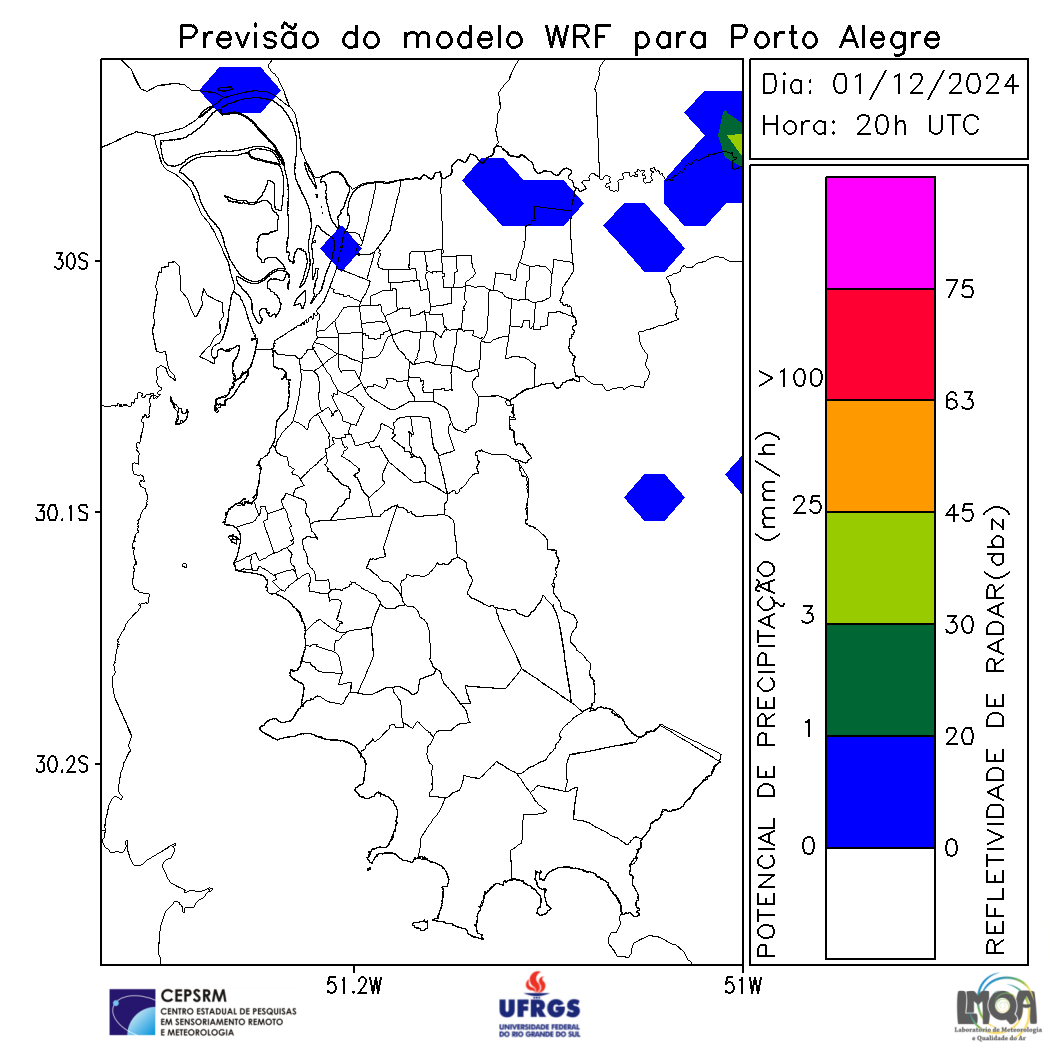 Previsão do modelo WRF para Porto Alegre
Dia: 01/12/2024
Hora: 20h UTC
30S
30.1S
30.2S
51.2W
51W
POTENCIAL DE PRECIPITAÇÃO (mm/h)
>100
25
3
1
0
75
63
45
30
20
0
REFLETIVIDADE DE RADAR(dbz)
CEPSRM
CENTRO ESTADUAL DE PESQUISAS
EM SENSORIAMENTO REMOTO
E METEOROLOGIA
UFRGS
UNIVERSIDADE FEDERAL
DO RIO GRANDE DO SUL
LMQA
Laboratório de Meteorologia
e Qualidade do Ar